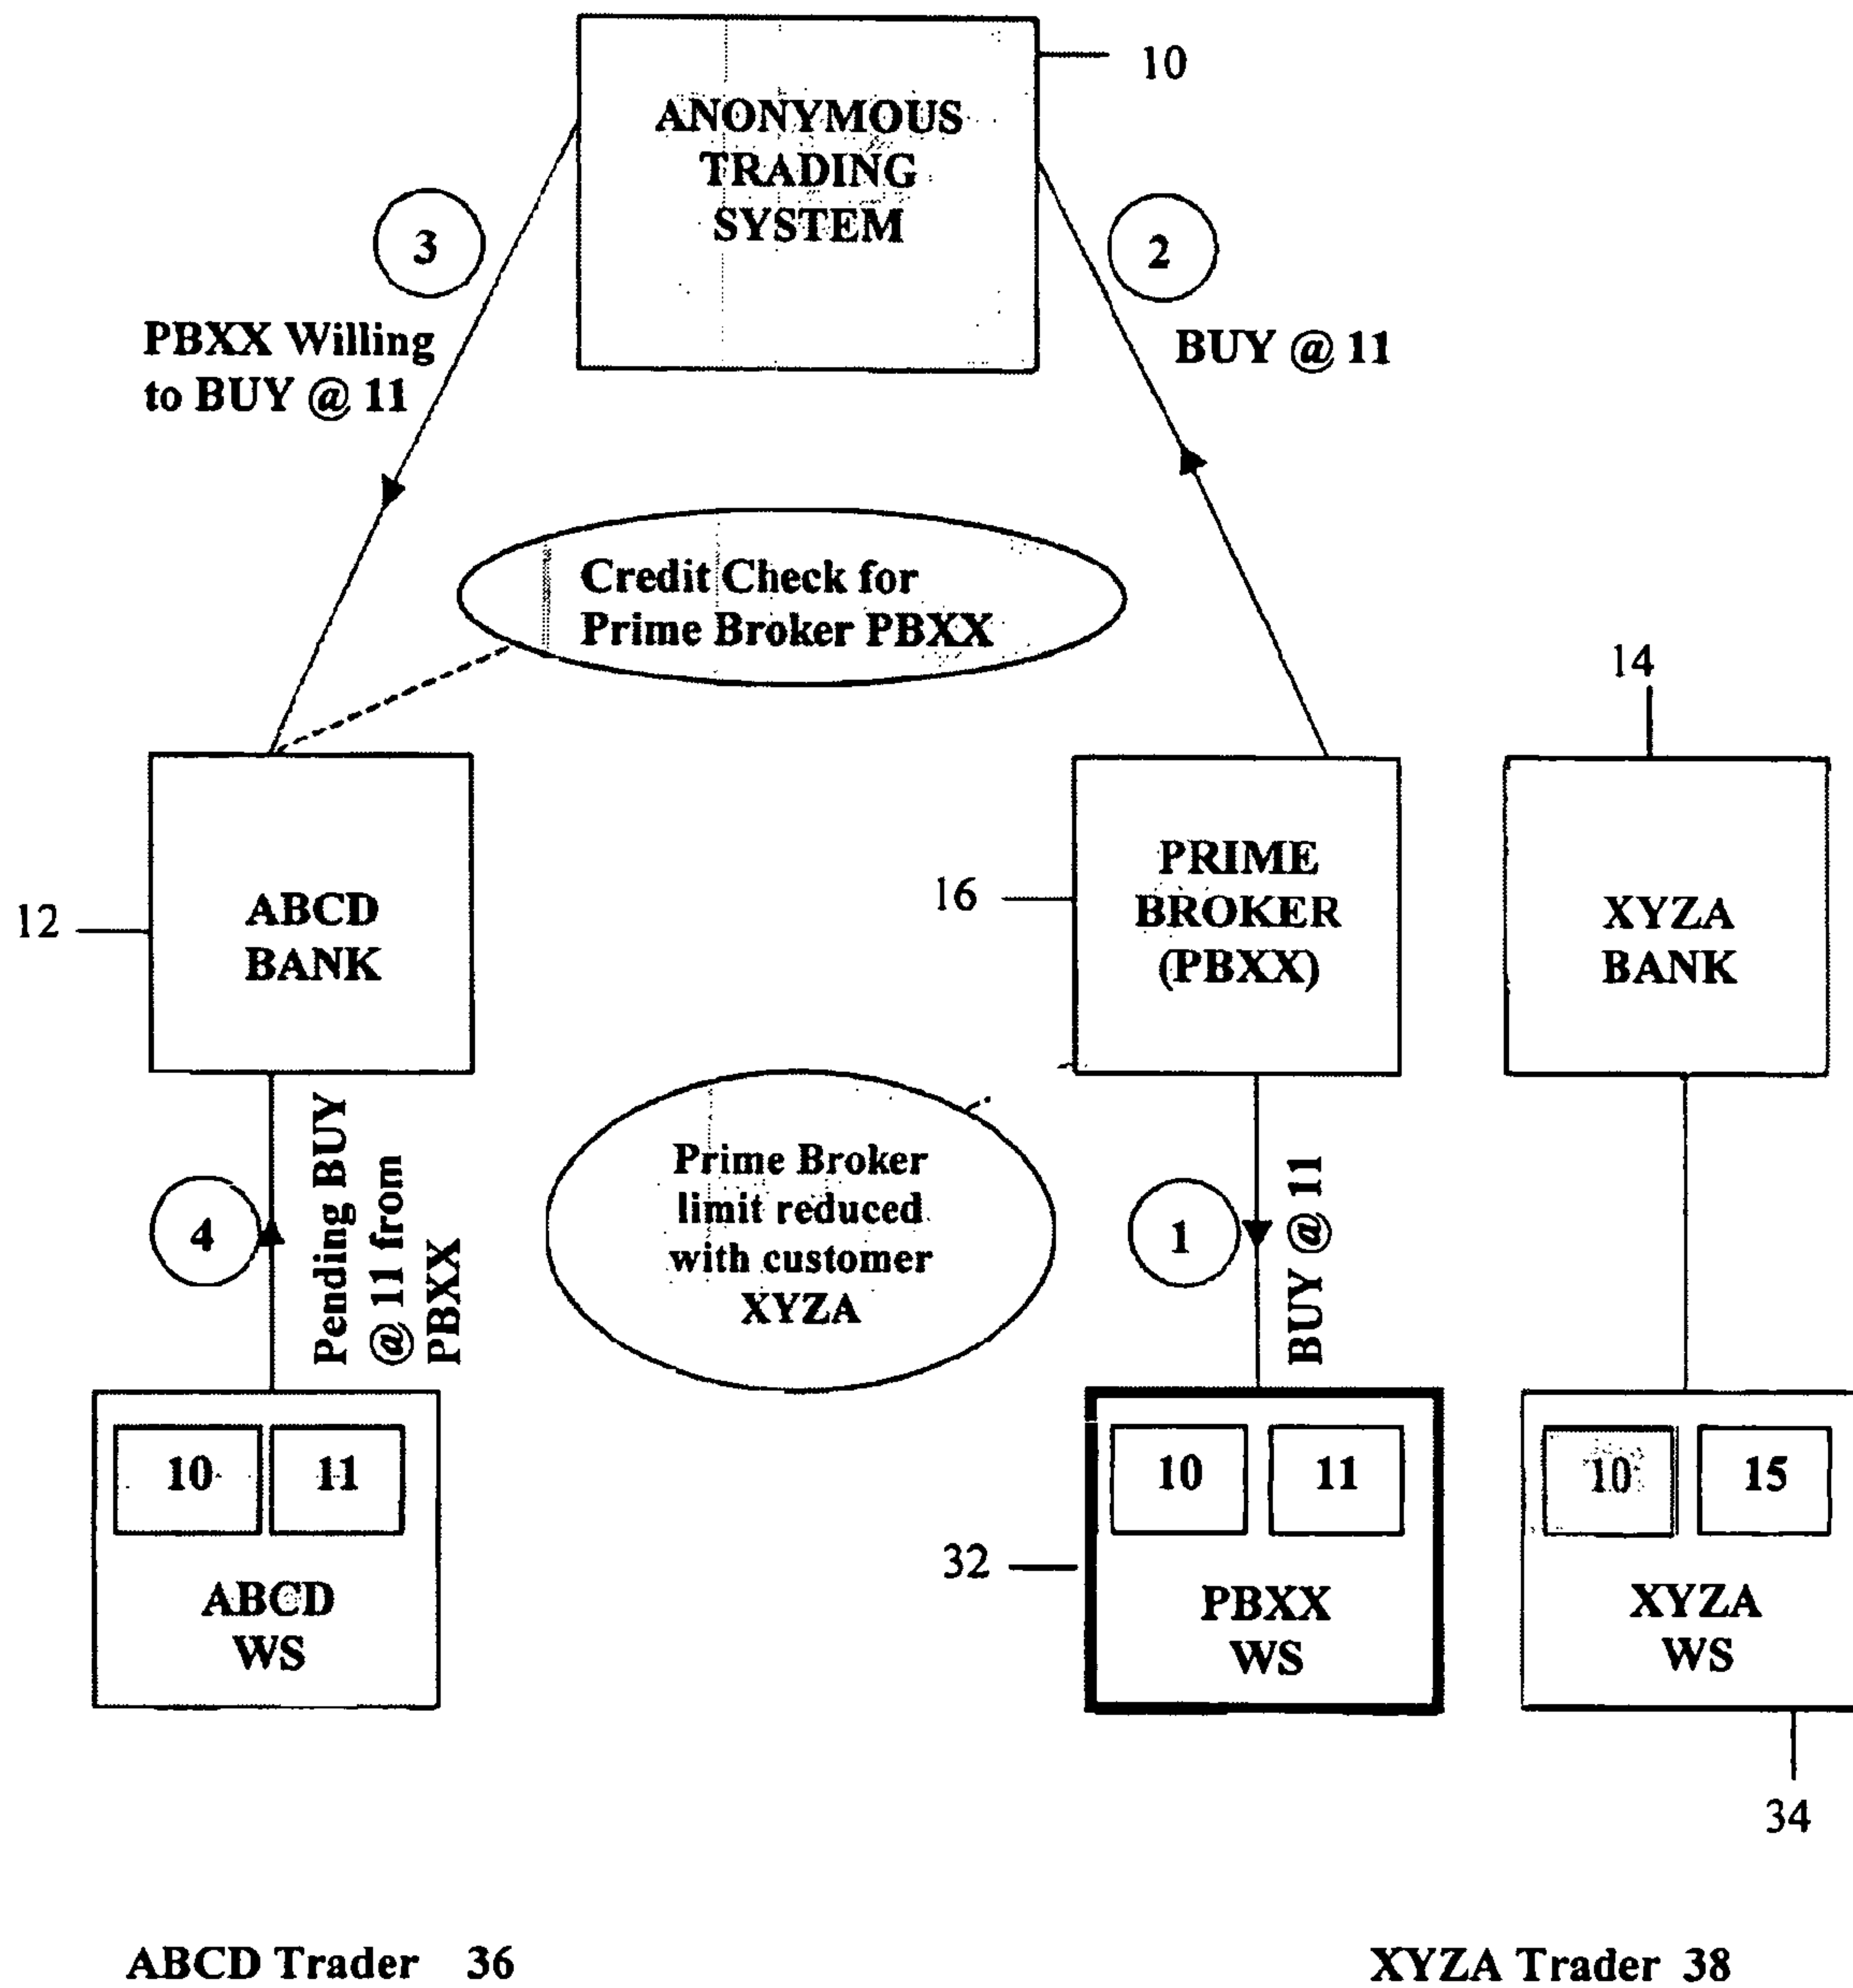 10
ANONYMOUS
TRADING
SYSTEM
3
2
PBXX Willing
to BUY @ 11
BUY @ 11
Credit Check for
Prime Broker PBXX
14
12
ABCD
BANK
16
PRIME
BROKER
(PBXX)
XYZA
BANK
4
Pending BUY
@ 11 from
PBXX
Prime Broker
limit reduced
with customer
XYZA
1
BUY @ 11
10
11
ABCD
WS
32
10
11
PBXX
WS
10
15
XYZA
WS
34
ABCD Trader 36
XYZA Trader 38